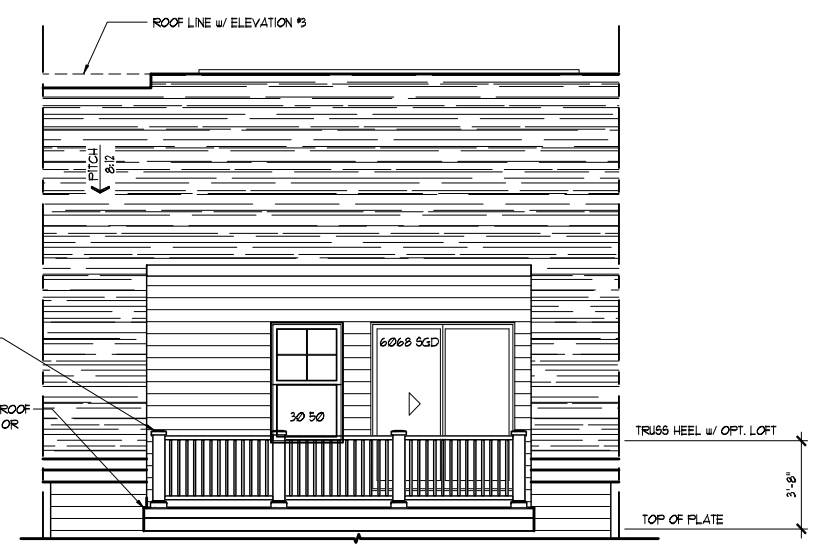 ROOF LINE w/ ELEVATION #3
PITCH
8:12
6068 SGD
30 50
ROOF
OR
TRUSS HEEL w/ OPT. LOFT
3'-8"
TOP OF PLATE